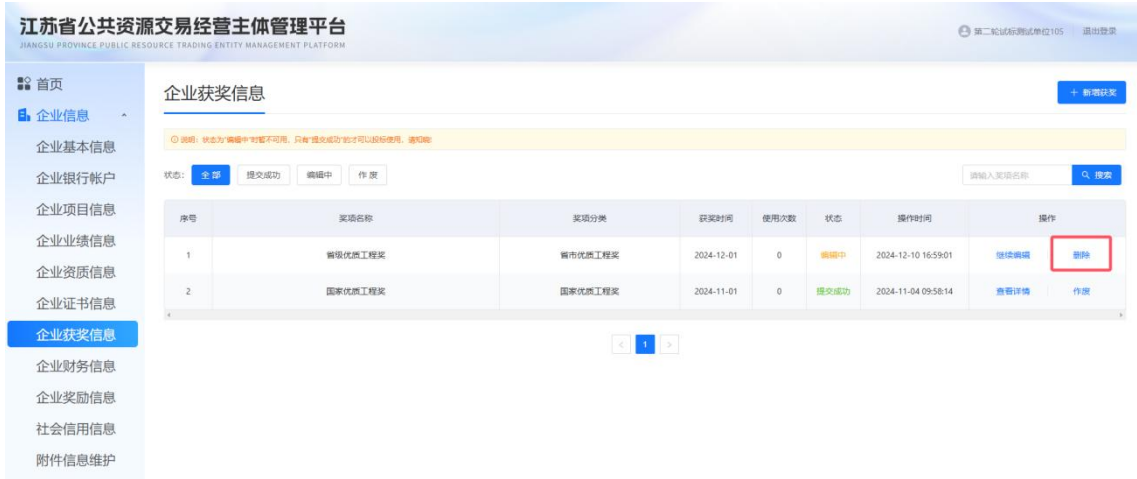 江苏省公共资源交易经营主体管理平台
JIANGSU PROVINCE PUBLIC RESOURCE TRADING ENTITY MANAGEMENT PLATFORM
第二轮试标测试单位105 退出登录
首页
企业信息
企业基本信息
企业银行帐户
企业项目信息
企业业绩信息
企业资质信息
企业证书信息
企业获奖信息
企业财务信息
企业奖励信息
社会信用信息
附件信息维护
企业获奖信息
+ 新增获奖
说明：状态为"编辑中"时暂不可用，只有"提交成功"的才可以投标使用，请知晓!
状态： 全 部 提交成功 编辑中 作 废 请输入奖项名称 搜索
序号 奖项名称 奖项分类 获奖时间 使用次数 状态 操作时间 操作
1 省级优质工程奖 省市优质工程奖 2024-12-01 0 编辑中 2024-12-10 16:59:01 继续编辑 删除
2 国家优质工程奖 国家优质工程奖 2024-11-01 0 提交成功 2024-11-04 09:58:14 查看详情 作废
< 1 >